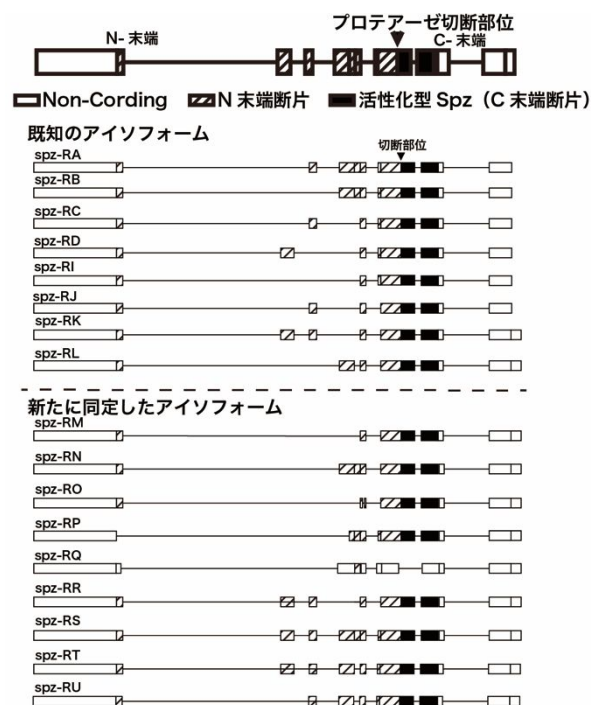 プロテアーゼ切断部位
N- 末端
C- 末端
Non-Cording N 末端断片 活性化型 Spz（C 末端断片）
既知のアイソフォーム
切断部位
spz-RA
spz-RB
spz-RC
spz-RD
spz-RI
spz-RJ
spz-RK
spz-RL
新たに同定したアイソフォーム
spz-RM
spz-RN
spz-RO
spz-RP
spz-RQ
spz-RR
spz-RS
spz-RT
spz-RU